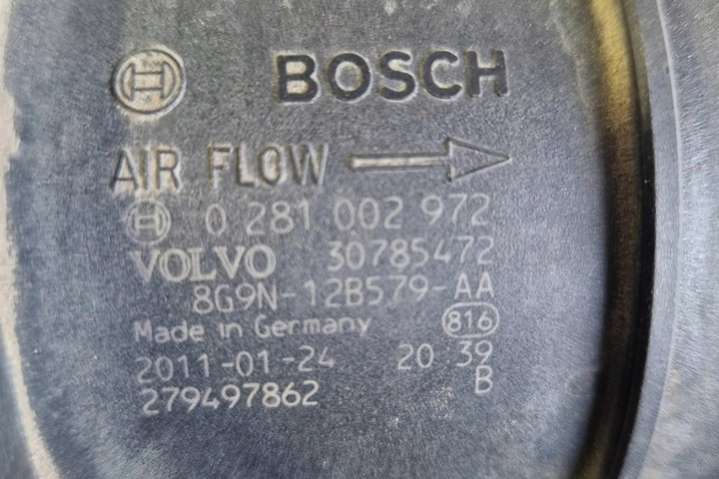 BOSCH
AIR FLOW
0 281 002 972
VOLVO 30785472
8G9N-12B579-AA
Made in Germany 816
2011-01-24 20 39
279497862 B